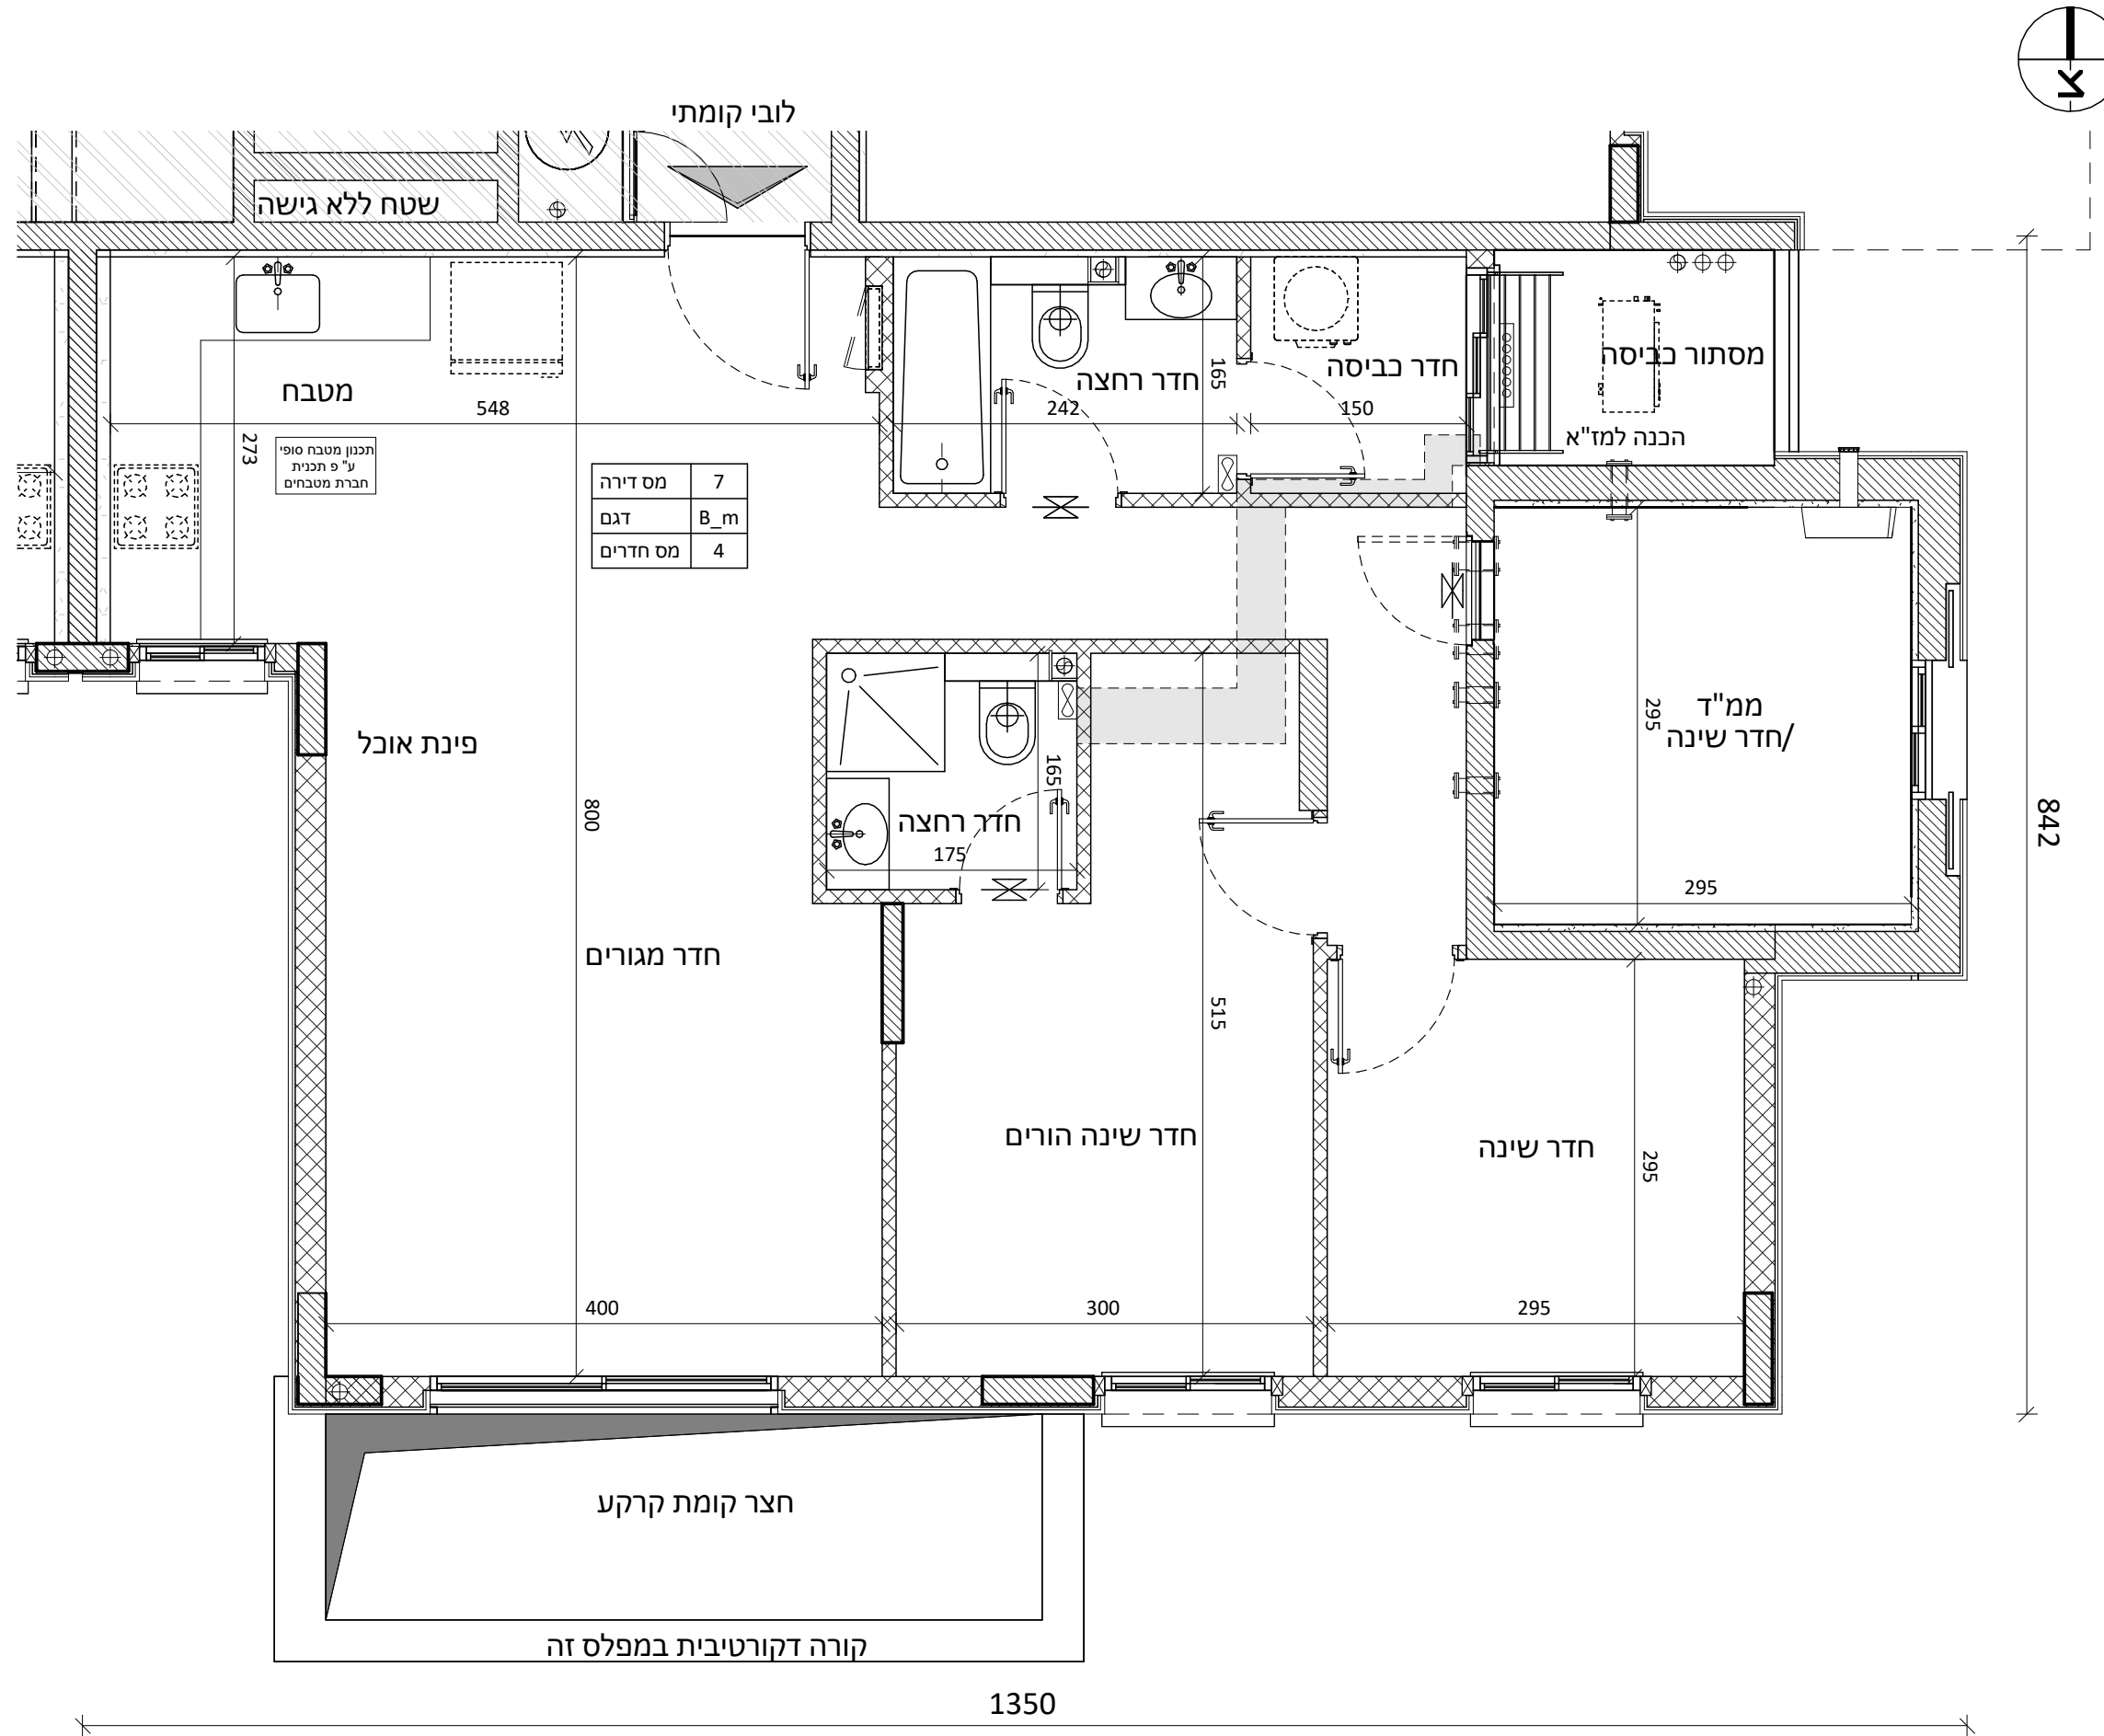 לובי קומתי
שטח ללא גישה
מטבח
548
273
תכנון מטבח סופי
ע"פ תכנית
חברת מטבחים
מס דירה 7
דגם B_m
מס חדרים 4
חדר רחצה
242
165
חדר כביסה
150
מסתור כביסה
הכנה למז"א
פינת אוכל
800
חדר רחצה
165
175
ממ"ד
/חדר שינה
295
295
842
חדר מגורים
515
חדר שינה הורים
חדר שינה
295
400
300
295
חצר קומת קרקע
קורה דקורטיבית במפלס זה
1350